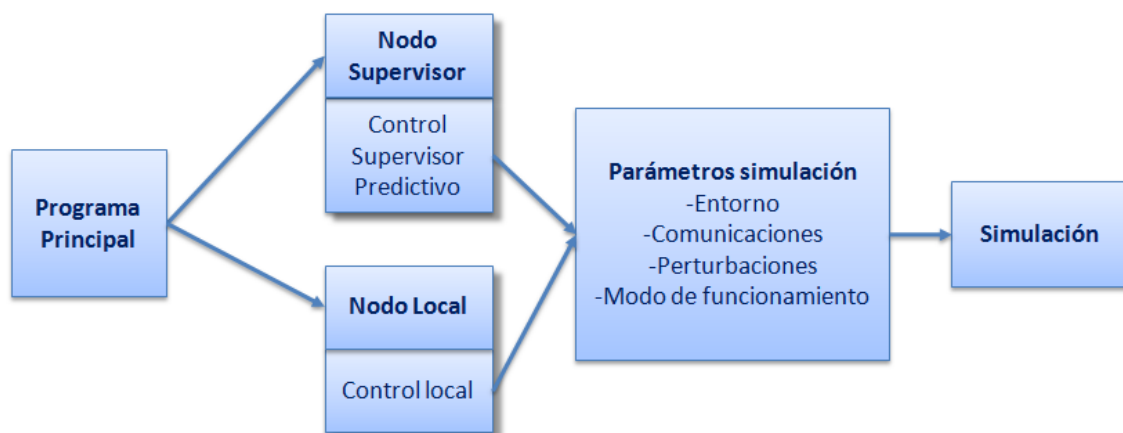 Programa
Principal
Nodo
Supervisor
Control
Supervisor
Predictivo
Nodo Local
Control local
Parámetros simulación
-Entorno
-Comunicaciones
-Perturbaciones
-Modo de funcionamiento
Simulación